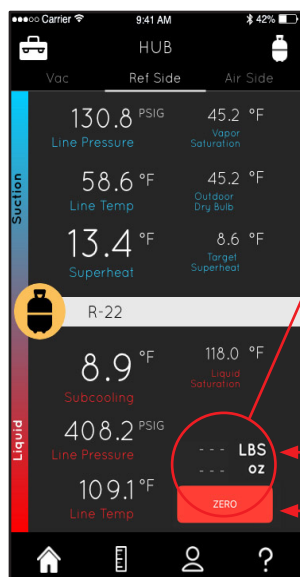 Carrier 9:41 AM 42%
HUB
Vac Ref Side Air Side
Suction
130.8 PSIG 45.2 °F
Line Pressure Vapor Saturation
58.6 °F 45.2 °F
Line Temp Outdoor Dry Bulb
13.4 °F 8.6 °F
Superheat Target Superheat
R-22
Liquid
8.9 °F 118.0 °F
Subcooling Liquid Saturation
408.2 PSIG
Line Pressure
--- LBS
--- oz
109.1 °F
Line Temp
ZERO
?